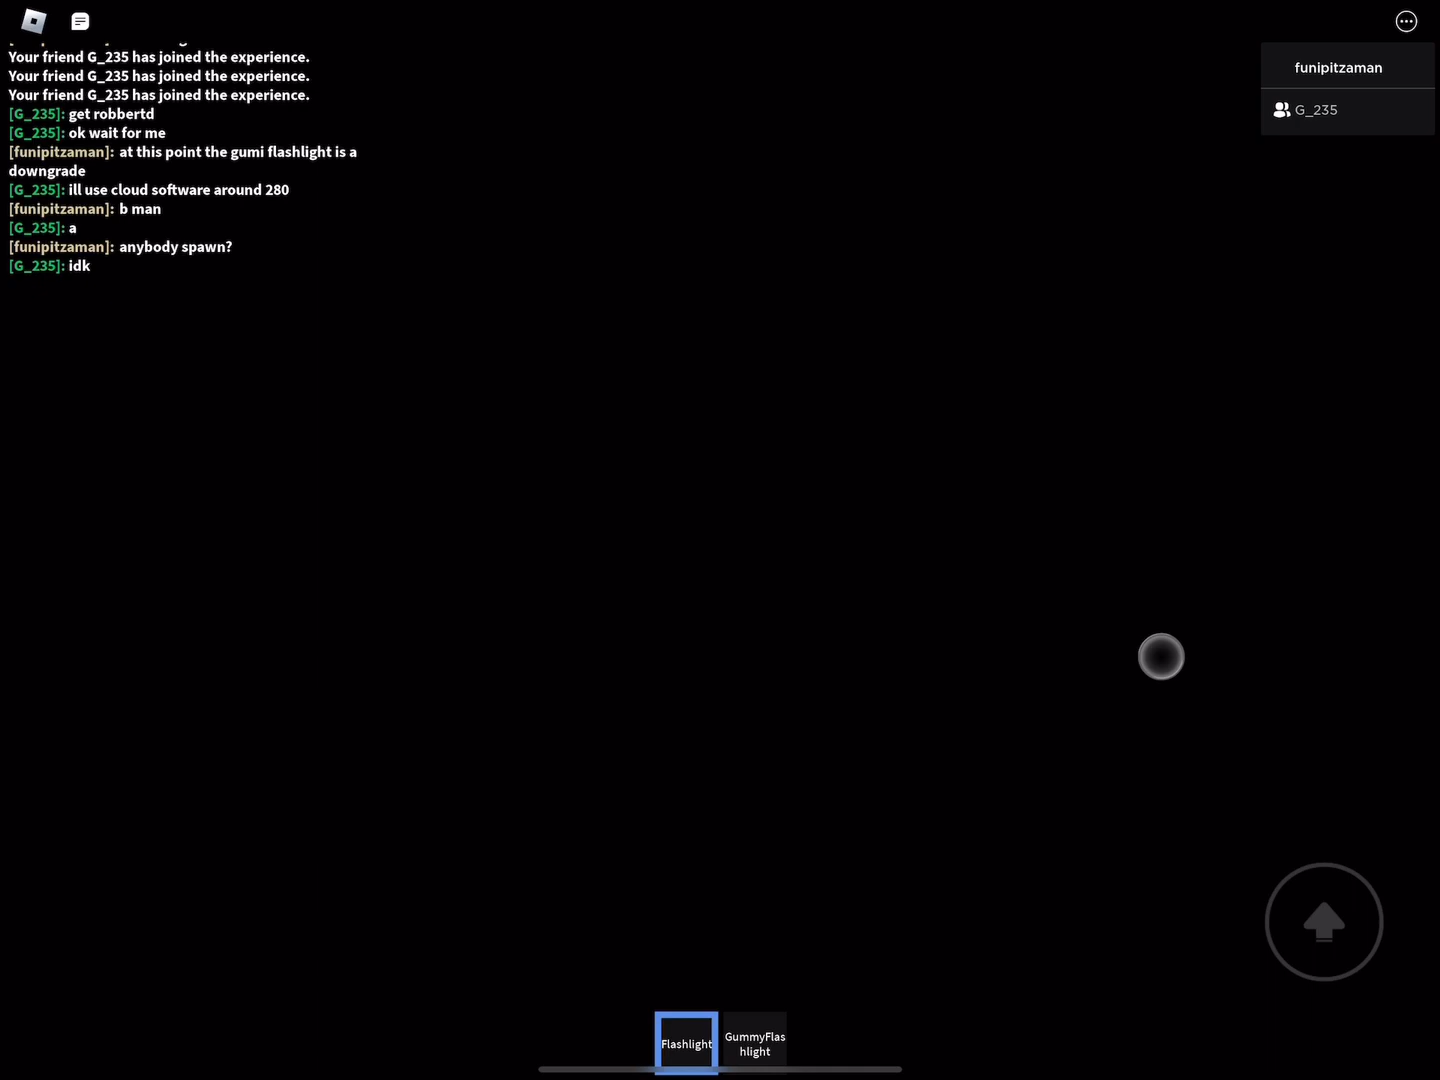 Your friend G_235 has joined the experience.
Your friend G_235 has joined the experience.
Your friend G_235 has joined the experience.
[G_235]: get robbertd
[G_235]: ok wait for me
[funipitzaman]: at this point the gumi flashlight is a
downgrade
[G_235]: ill use cloud software around 280
[funipitzaman]: b man
[G_235]: a
[funipitzaman]: anybody spawn?
[G_235]: idk
funipitzaman
G_235
Flashlight
GummyFlas
hlight